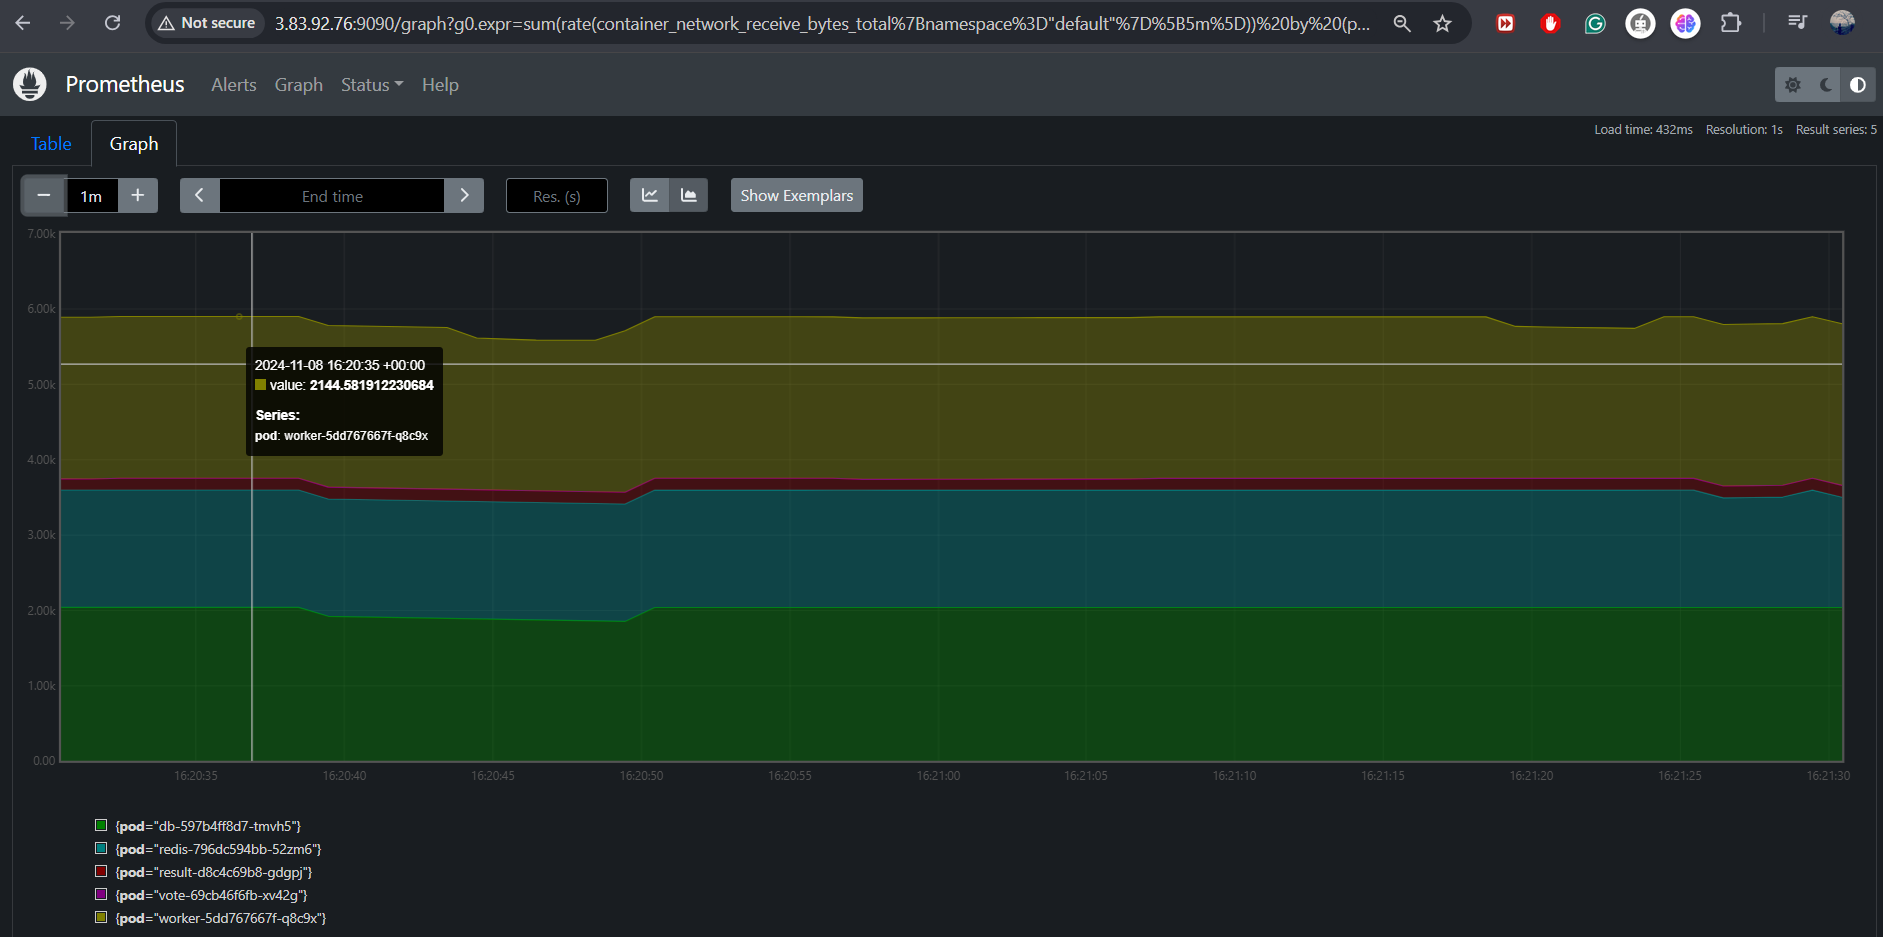 Not secure 3.83.92.76:9090/graph?g0.expr=sum(rate(container_network_receive_bytes_total%7Bnamespace%3D"default"%7D%5B5m%5D))%20by%20(p...
Prometheus Alerts Graph Status Help
Table Graph
Load time: 432ms Resolution: 1s Result series: 5
− 1m + End time Res. (s) Show Exemplars
7.00k
6.00k
5.00k
4.00k
3.00k
2.00k
1.00k
0.00
2024-11-08 16:20:35 +00:00
value: 2144.581912230684
Series:
pod: worker-5dd767667f-q8c9x
16:20:35 16:20:40 16:20:45 16:20:50 16:20:55 16:21:00 16:21:05 16:21:10 16:21:15 16:21:20 16:21:25 16:21:30
{pod="db-597b4ff8d7-tmvh5"}
{pod="redis-796dc594bb-52zm6"}
{pod="result-d8c4c69b8-gdgpj"}
{pod="vote-69cb46f6fb-xv42g"}
{pod="worker-5dd767667f-q8c9x"}